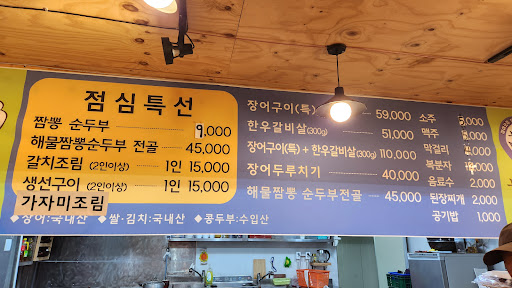 점심특선
짬뽕 순두부 9,000
해물짬뽕순두부 전골 45,000
갈치조림 (2인이상) 1인 15,000
생선구이 (2인이상) 1인 15,000
가자미조림
장어구이(특) 59,000
한우갈비살(300g) 51,000
장어구이(특) + 한우갈비살(300g) 110,000
장어두루치기 40,000
해물짬뽕 순두부전골 45,000
소주 ,000
맥주 ,000
막걸리 ,000
복분자 ,000
음료수 2,000
된장찌개 2,000
공기밥 1,000
◆장어:국내산 ◆쌀·김치:국내산 ◆콩두부:수입산